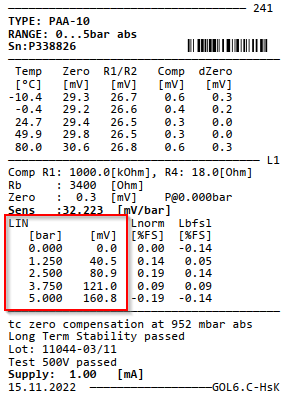 241
TYPE: PAA-10
RANGE: 0...5bar abs
Sn:P338826
Temp Zero R1/R2 Comp dZero
[°C] [mV] [mV] [mV] [mV]
-10.4 29.3 26.7 0.6 0.3
-0.4 29.2 26.6 0.4 0.2
24.7 29.4 26.5 0.3 0.3
49.9 29.8 26.5 0.3 0.3
80.0 30.6 26.8 0.6 0.3
L1
Comp R1: 1000.0[kOhm], R4: 18.0[Ohm]
Rb : 3400 [Ohm]
Zero : 0.3 [mV] P@0.000bar
Sens :32.223 [mV/bar]
LIN Lnorm Lbfsl
[bar] [mV] [%FS] [%FS]
0.000 0.0 0.00 -0.14
1.250 40.5 0.14 0.05
2.500 80.9 0.19 0.14
3.750 121.0 0.09 0.09
5.000 160.8 -0.19 -0.14
tc zero compensation at 952 mbar abs
Long Term Stability passed
Lot: 11044-03/11
Test 500V passed
Supply: 1.00 [mA]
15.11.2022 GOL6.C-HsK